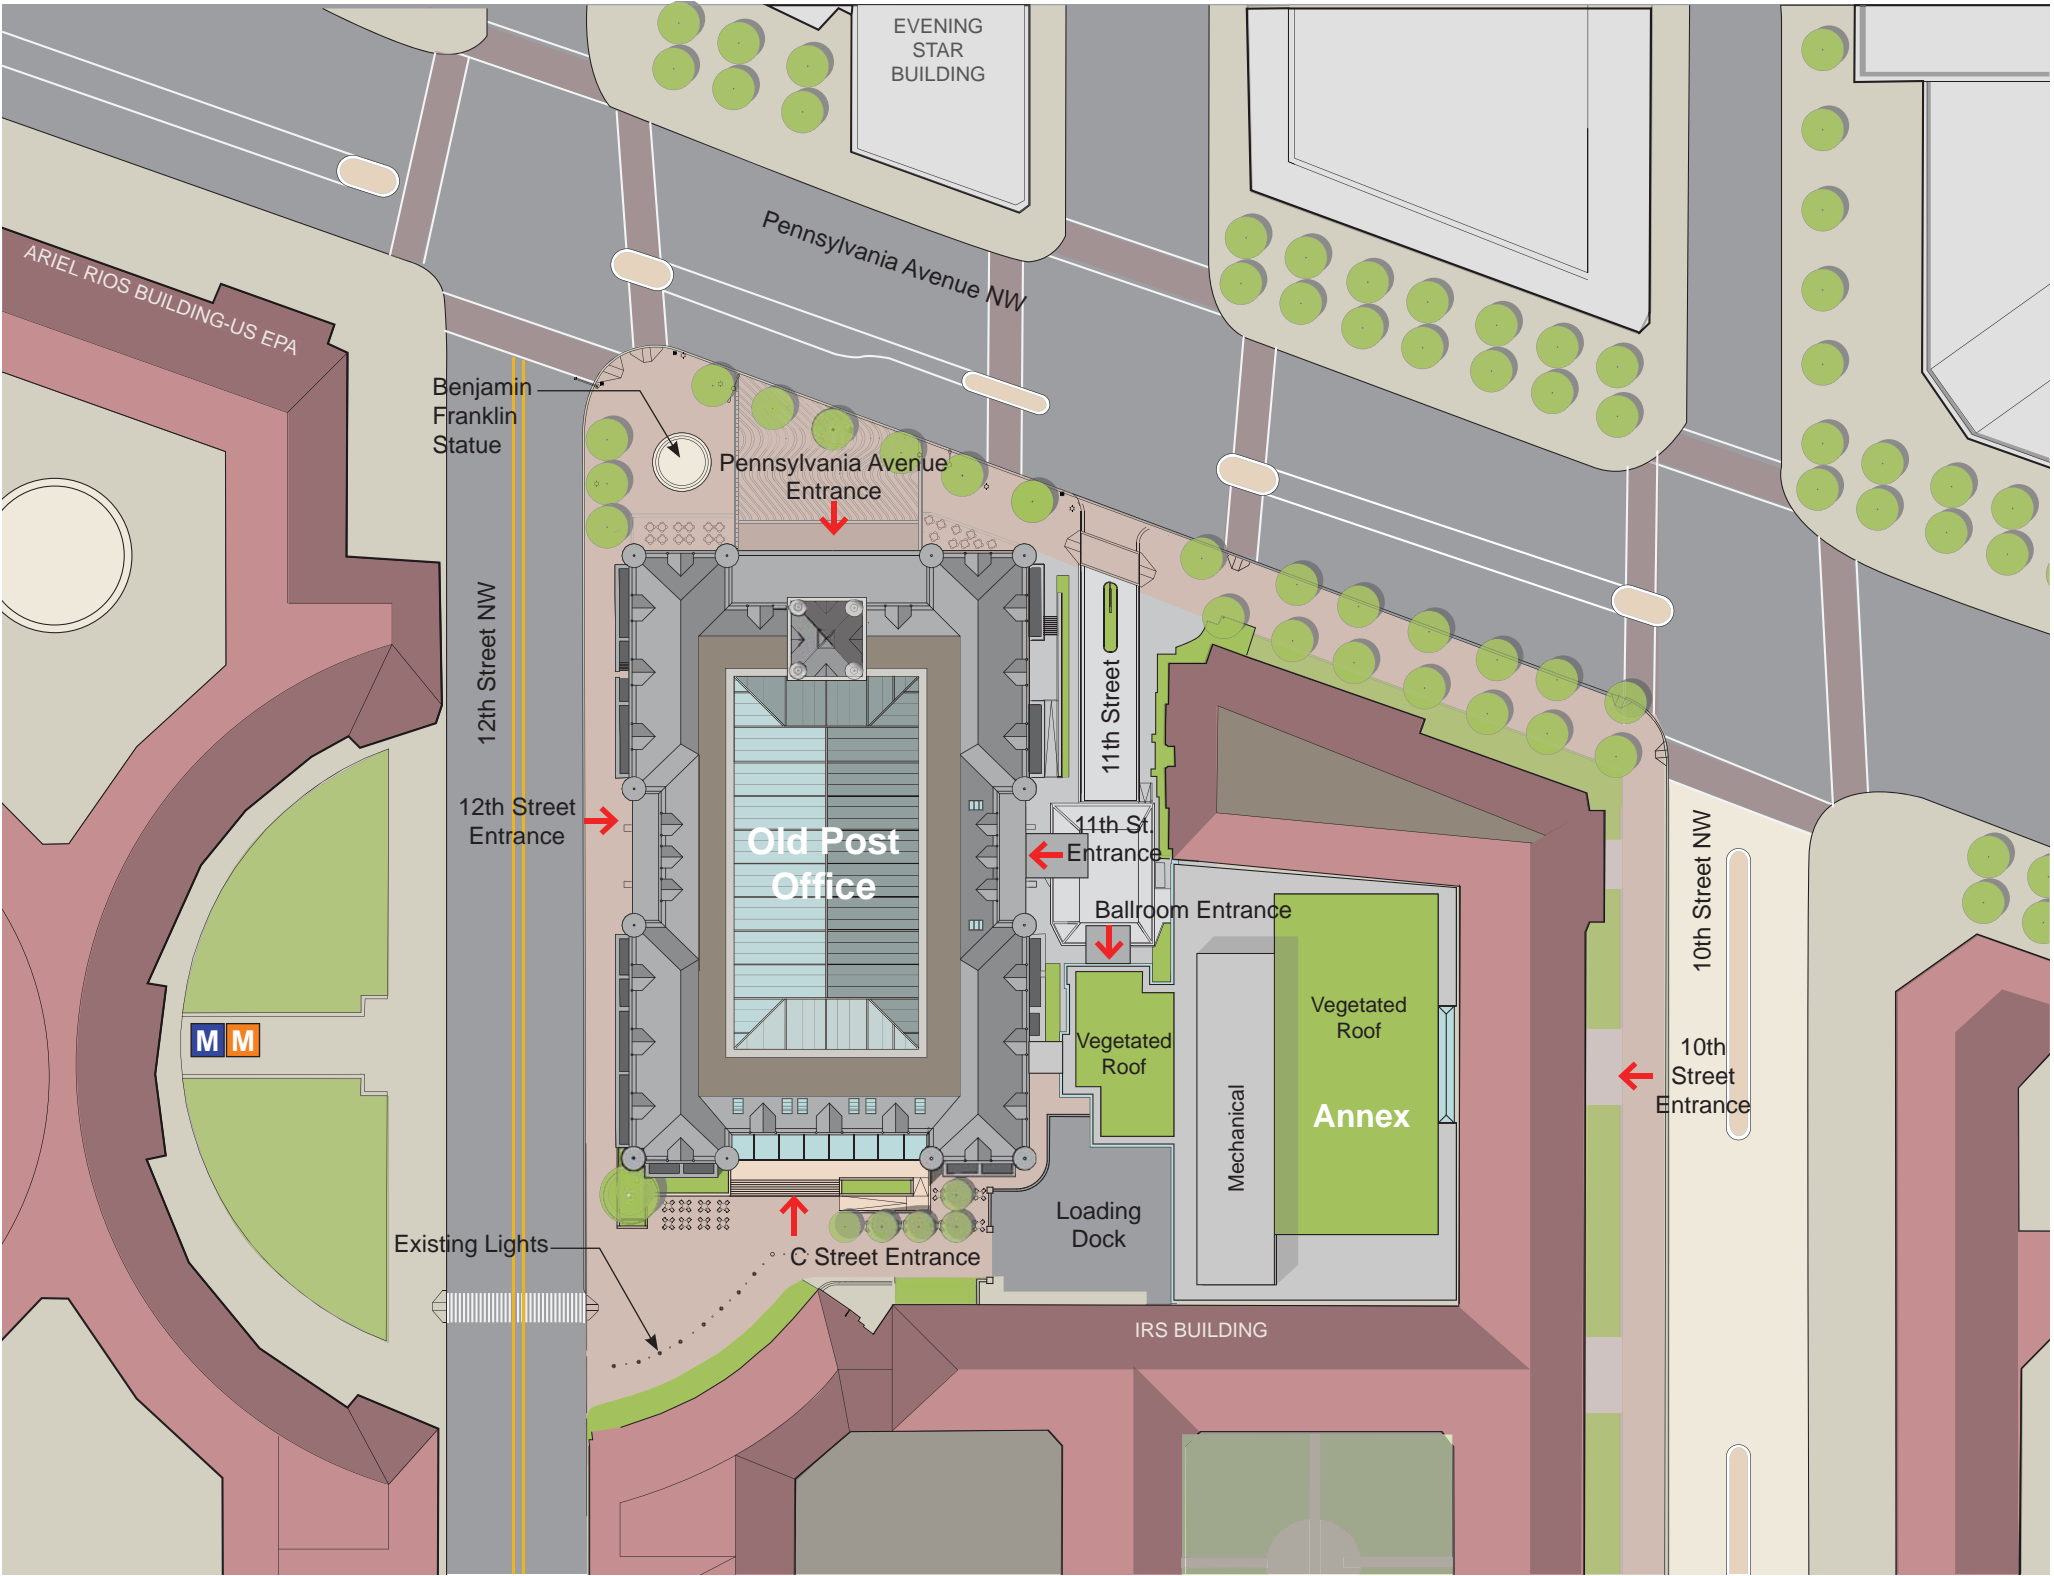 EVENING
STAR
BUILDING
Pennsylvania Avenue NW
ARIEL RIOS BUILDING-US EPA
Benjamin
Franklin
Statue
Pennsylvania Avenue
Entrance
12th Street NW
11th Street
12th Street
Entrance
Old Post
Office
11th St.
Entrance
10th Street NW
Ballroom Entrance
Vegetated
Roof
Vegetated
Roof
M M
10th
Street
Entrance
Annex
Mechanical
Loading
Dock
Existing Lights
C Street Entrance
IRS BUILDING